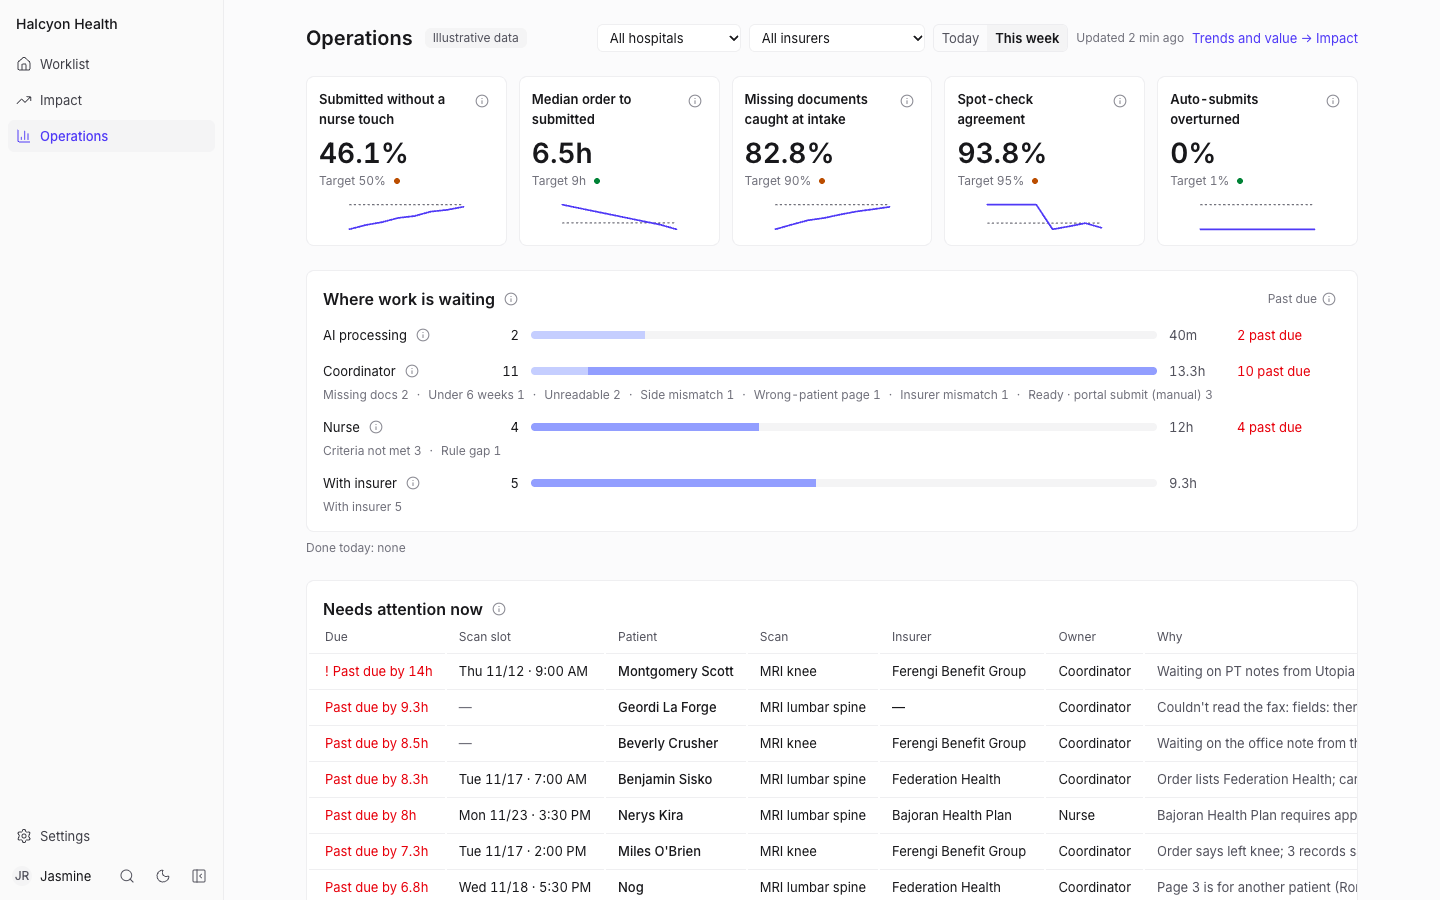 Halcyon Health
Worklist
Impact
Operations
Settings
JR Jasmine
Operations Illustrative data All hospitals All insurers Today This week Updated 2 min ago Trends and value → Impact
Submitted without a nurse touch
46.1%
Target 50%
Median order to submitted
6.5h
Target 9h
Missing documents caught at intake
82.8%
Target 90%
Spot-check agreement
93.8%
Target 95%
Auto-submits overturned
0%
Target 1%
Where work is waiting Past due
AI processing 2 40m 2 past due
Coordinator 11 13.3h 10 past due
Missing docs 2 · Under 6 weeks 1 · Unreadable 2 · Side mismatch 1 · Wrong-patient page 1 · Insurer mismatch 1 · Ready · portal submit (manual) 3
Nurse 4 12h 4 past due
Criteria not met 3 · Rule gap 1
With insurer 5 9.3h
With insurer 5
Done today: none
Needs attention now
Due Scan slot Patient Scan Insurer Owner Why
! Past due by 14h Thu 11/12 · 9:00 AM Montgomery Scott MRI knee Ferengi Benefit Group Coordinator Waiting on PT notes from Utopia
Past due by 9.3h — Geordi La Forge MRI lumbar spine — Coordinator Couldn't read the fax: fields: ther
Past due by 8.5h — Beverly Crusher MRI knee Ferengi Benefit Group Coordinator Waiting on the office note from th
Past due by 8.3h Tue 11/17 · 7:00 AM Benjamin Sisko MRI lumbar spine Federation Health Coordinator Order lists Federation Health; car
Past due by 8h Mon 11/23 · 3:30 PM Nerys Kira MRI lumbar spine Bajoran Health Plan Nurse Bajoran Health Plan requires app
Past due by 7.3h Tue 11/17 · 2:00 PM Miles O'Brien MRI knee Ferengi Benefit Group Coordinator Order says left knee; 3 records s
Past due by 6.8h Wed 11/18 · 5:30 PM Nog MRI lumbar spine Federation Health Coordinator Page 3 is for another patient (Ro